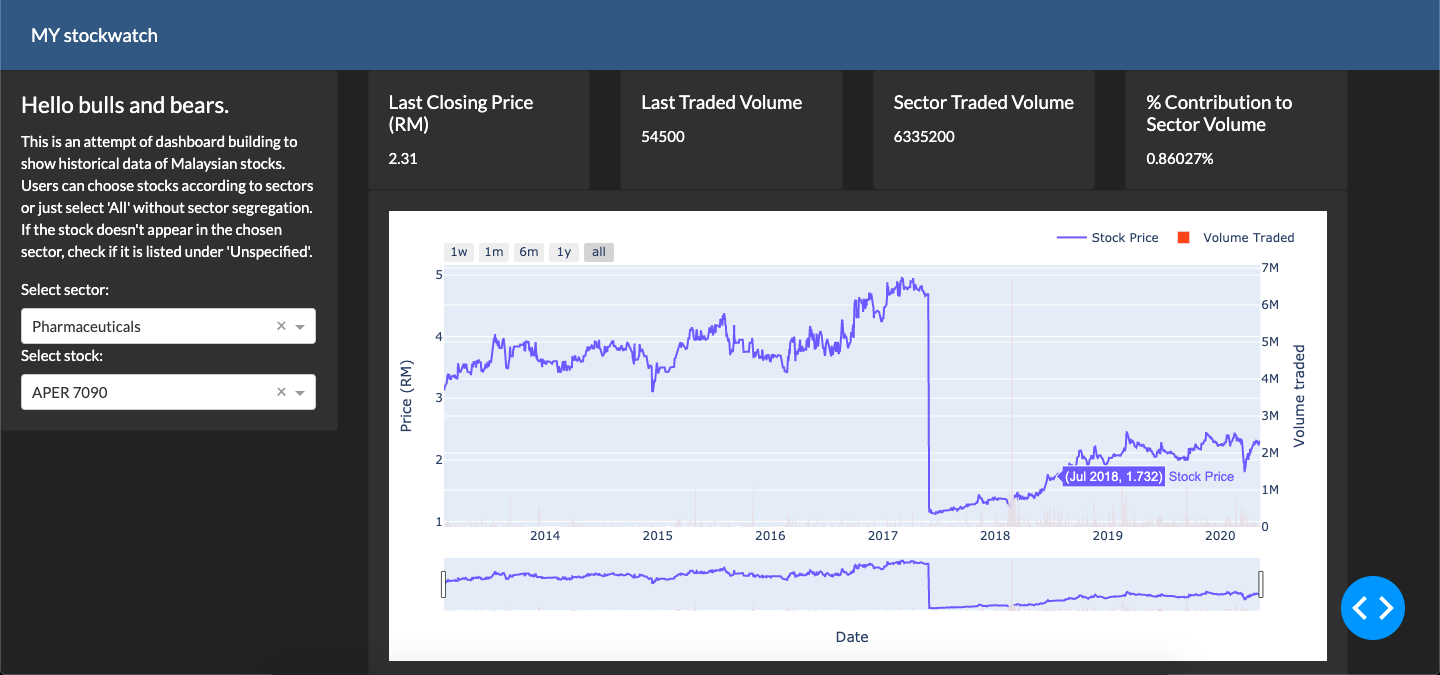 MY stockwatch
Hello bulls and bears.
This is an attempt of dashboard building to
show historical data of Malaysian stocks.
Users can choose stocks according to sectors
or just select 'All' without sector segregation.
If the stock doesn't appear in the chosen
sector, check if it is listed under 'Unspecified'.
Select sector:
Pharmaceuticals
Select stock:
APER 7090
Last Closing Price
(RM)
2.31
Last Traded Volume
54500
Sector Traded Volume
6335200
% Contribution to
Sector Volume
0.86027%
Stock Price
Volume Traded
1w 1m 6m 1y all
5
4
3
2
1
Price (RM)
7M
6M
5M
4M
3M
2M
1M
0
Volume traded
(Jul 2018, 1.732) Stock Price
2014 2015 2016 2017 2018 2019 2020
Date